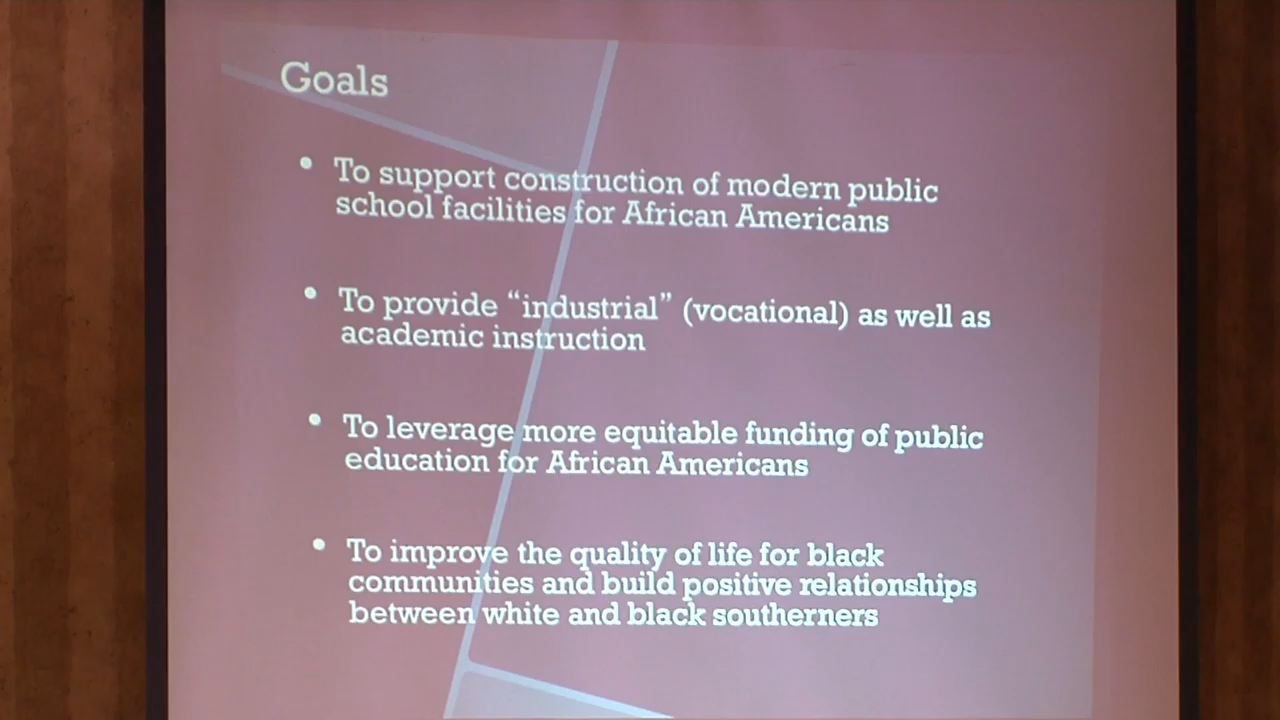 Goals
• To support construction of modern public
school facilities for African Americans
• To provide “industrial” (vocational) as well as
academic instruction
• To leverage more equitable funding of public
education for African Americans
• To improve the quality of life for black
communities and build positive relationships
between white and black southerners